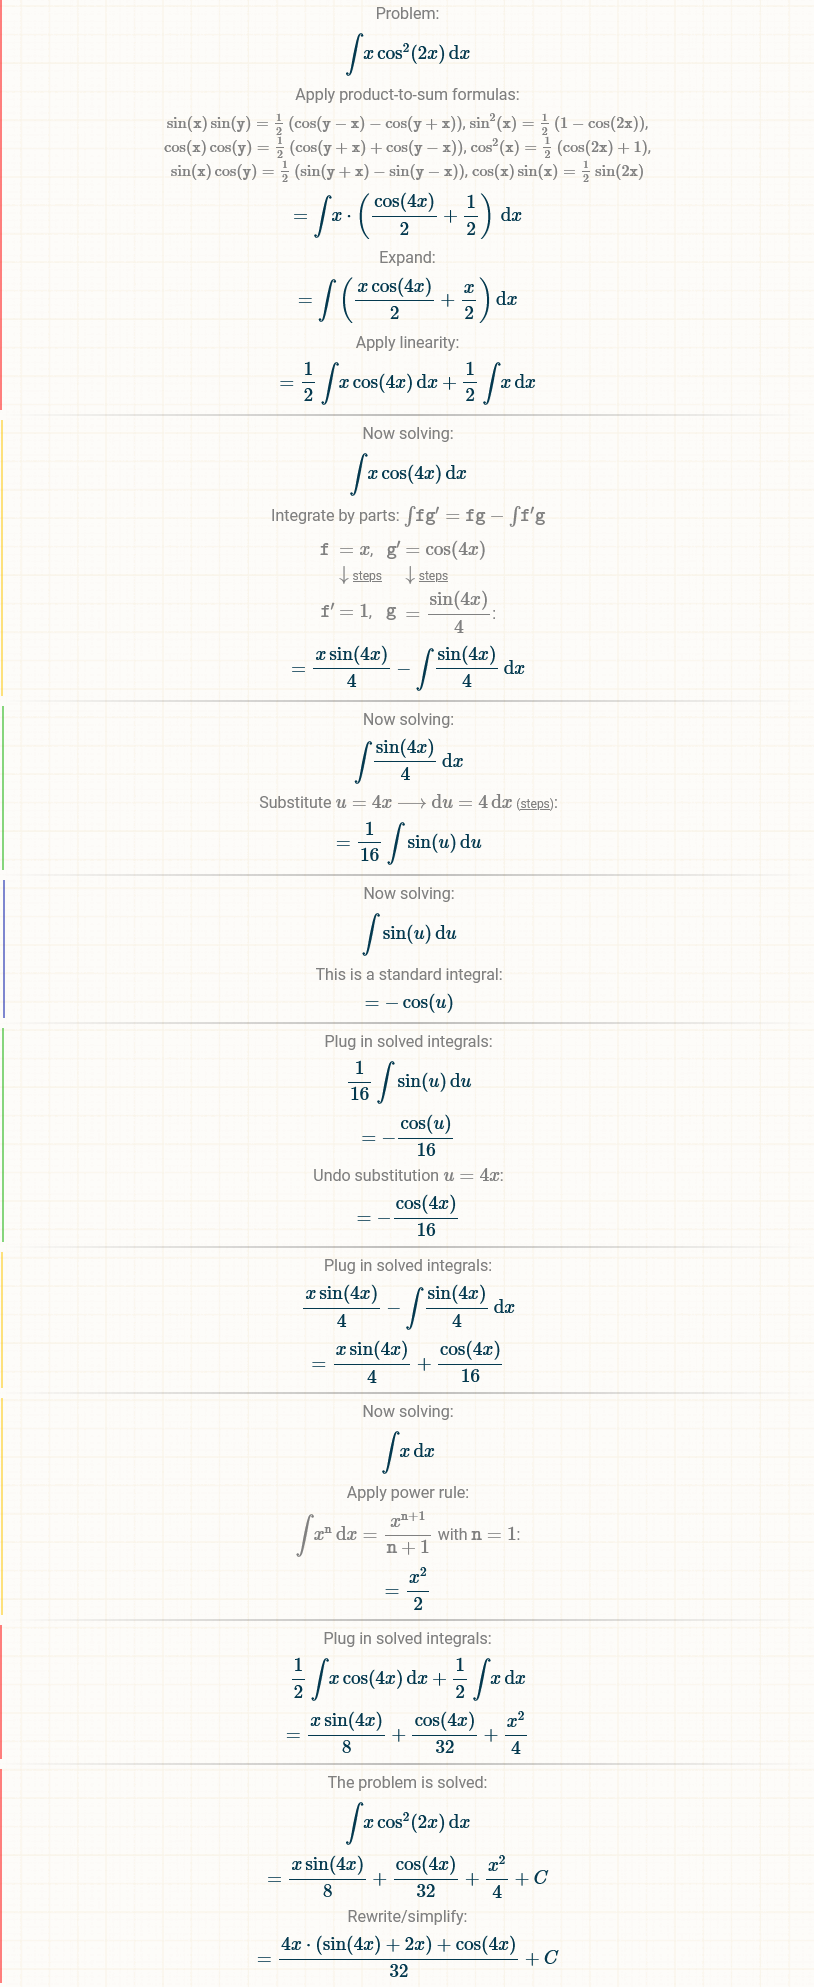 Problem:
∫ x cos²(2x) dx
Apply product-to-sum formulas:
sin(x) sin(y) = 1/2 (cos(y − x) − cos(y + x)), sin²(x) = 1/2 (1 − cos(2x)),
cos(x) cos(y) = 1/2 (cos(y + x) + cos(y − x)), cos²(x) = 1/2 (cos(2x) + 1),
sin(x) cos(y) = 1/2 (sin(y + x) − sin(y − x)), cos(x) sin(x) = 1/2 sin(2x)
= ∫ x · (cos(4x)/2 + 1/2) dx
Expand:
= ∫ (x cos(4x)/2 + x/2) dx
Apply linearity:
= 1/2 ∫ x cos(4x) dx + 1/2 ∫ x dx
Now solving:
∫ x cos(4x) dx
Integrate by parts: ∫fg′ = fg − ∫f′g
f = x, g′ = cos(4x)
↓ steps ↓ steps
f′ = 1, g = sin(4x)/4:
= x sin(4x)/4 − ∫ sin(4x)/4 dx
Now solving:
∫ sin(4x)/4 dx
Substitute u = 4x ⟶ du = 4 dx (steps):
= 1/16 ∫ sin(u) du
Now solving:
∫ sin(u) du
This is a standard integral:
= − cos(u)
Plug in solved integrals:
1/16 ∫ sin(u) du
= − cos(u)/16
Undo substitution u = 4x:
= − cos(4x)/16
Plug in solved integrals:
x sin(4x)/4 − ∫ sin(4x)/4 dx
= x sin(4x)/4 + cos(4x)/16
Now solving:
∫ x dx
Apply power rule:
∫ xⁿ dx = xⁿ⁺¹/(n + 1) with n = 1:
= x²/2
Plug in solved integrals:
1/2 ∫ x cos(4x) dx + 1/2 ∫ x dx
= x sin(4x)/8 + cos(4x)/32 + x²/4
The problem is solved:
∫ x cos²(2x) dx
= x sin(4x)/8 + cos(4x)/32 + x²/4 + C
Rewrite/simplify:
= (4x · (sin(4x) + 2x) + cos(4x))/32 + C